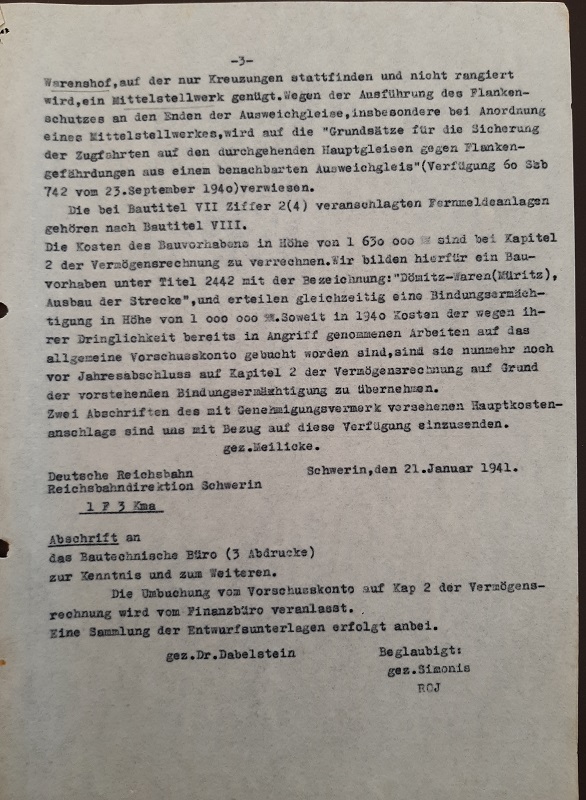 -3-
Warenshof,auf der nur Kreuzungen stattfinden und nicht rangiert
wird,ein Mittelstellwerk genügt.Wegen der Ausführung des Flanken-
schutzes an den Enden der Ausweichgleise,insbesondere bei Anordnung
eines Mittelstellwerkes,wird auf die "Grundsätze für die Sicherung
der Zugfahrten auf den durchgehenden Hauptgleisen gegen Flanken-
gefährdungen aus einem benachbarten Ausweichgleis"(Verfügung 60 Sbb
742 vom 23.September 1940)verwiesen.
Die bei Bautitel VII Ziffer 2(4) veranschlagten Fernmeldeanlagen
gehören nach Bautitel VIII.
Die Kosten des Bauvorhabens in Höhe von 1 630 000 ℛℳ sind bei Kapitel
2 der Vermögensrechnung zu verrechnen.Wir bilden hierfür ein Bau-
vorhaben unter Titel 2442 mit der Bezeichnung:"Dömitz-Waren(Müritz),
Ausbau der Strecke",und erteilen gleichzeitig eine Bindungsermäch-
tigung in Höhe von 1 000 000 ℛℳ.Soweit in 1940 Kosten der wegen ih-
rer Dringlichkeit bereits in Angriff genommenen Arbeiten auf das
allgemeine Vorschusskonto gebucht worden sind,sind sie nunmehr noch
vor Jahresabschluss auf Kapitel 2 der Vermögensrechnung auf Grund
der vorstehenden Bindungsermächtigung zu übernehmen.
Zwei Abschriften des mit Genehmigungsvermerk versehenen Hauptkosten-
anschlags sind uns mit Bezug auf diese Verfügung einzusenden.
gez.Meilicke.
Deutsche Reichsbahn Schwerin,den 21.Januar 1941.
Reichsbahndirektion Schwerin
1 P 3 Kma
Abschrift an
das Bautechnische Büro (3 Abdrucke)
zur Kenntnis und zum Weiteren.
Die Umbuchung vom Vorschusskonto auf Kap 2 der Vermögens-
rechnung wird vom Finanzbüro veranlasst.
Eine Sammlung der Entwurfsunterlagen erfolgt anbei.
gez.Dr.Dabelstein Beglaubigt:
gez.Simonis
ROJ